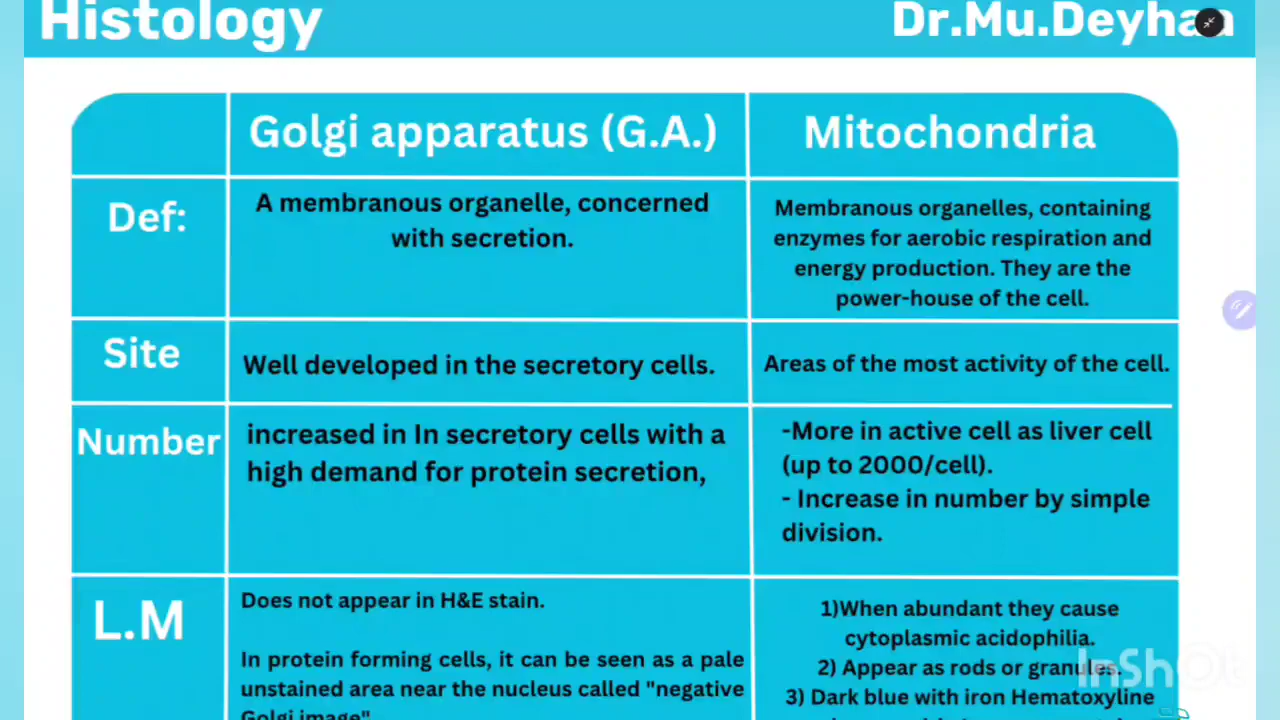 Histology
Dr.Mu.Deyhaa
Golgi apparatus (G.A.)
Mitochondria
Def:
A membranous organelle, concerned
with secretion.
Membranous organelles, containing
enzymes for aerobic respiration and
energy production. They are the
power-house of the cell.
Site
Well developed in the secretory cells.
Areas of the most activity of the cell.
Number
increased in In secretory cells with a
high demand for protein secretion,
-More in active cell as liver cell
(up to 2000/cell).
- Increase in number by simple
division.
L.M
Does not appear in H&E stain.
In protein forming cells, it can be seen as a pale
unstained area near the nucleus called "negative
Golgi image".
1)When abundant they cause
cytoplasmic acidophilia.
2) Appear as rods or granules.
3) Dark blue with iron Hematoxyline
InShOt